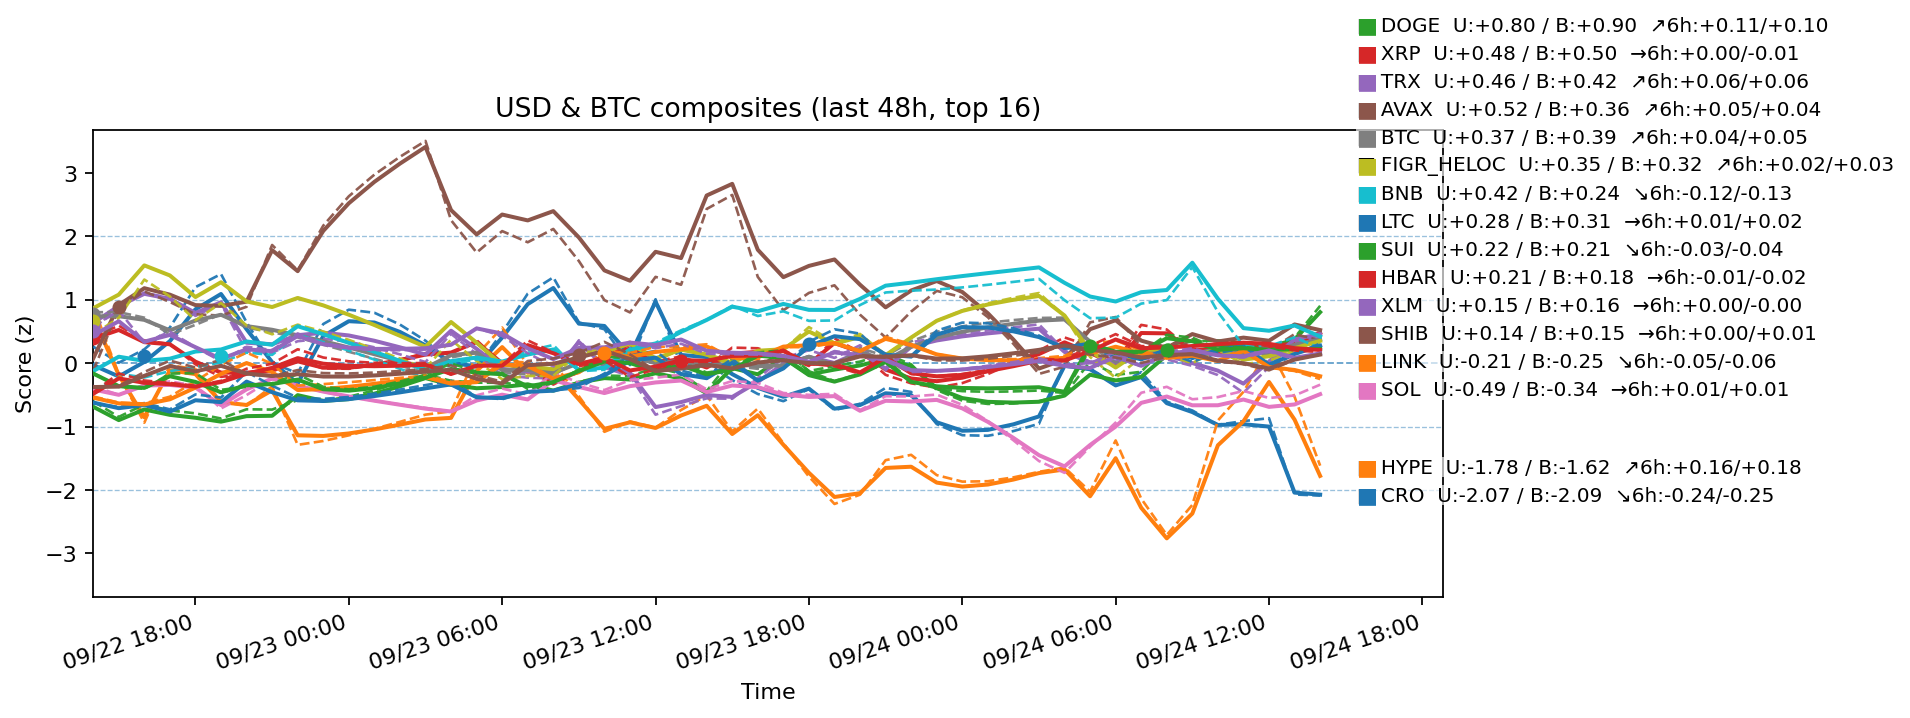 USD & BTC composites (last 48h, top 16)
DOGE U:+0.80 / B:+0.90 ↗6h:+0.11/+0.10
XRP U:+0.48 / B:+0.50 →6h:+0.00/-0.01
TRX U:+0.46 / B:+0.42 ↗6h:+0.06/+0.06
AVAX U:+0.52 / B:+0.36 ↗6h:+0.05/+0.04
BTC U:+0.37 / B:+0.39 ↗6h:+0.04/+0.05
FIGR_HELOC U:+0.35 / B:+0.32 ↗6h:+0.02/+0.03
BNB U:+0.42 / B:+0.24 ↘6h:-0.12/-0.13
LTC U:+0.28 / B:+0.31 →6h:+0.01/+0.02
SUI U:+0.22 / B:+0.21 ↘6h:-0.03/-0.04
HBAR U:+0.21 / B:+0.18 →6h:-0.01/-0.02
XLM U:+0.15 / B:+0.16 →6h:+0.00/-0.00
SHIB U:+0.14 / B:+0.15 →6h:+0.00/+0.01
LINK U:-0.21 / B:-0.25 ↘6h:-0.05/-0.06
SOL U:-0.49 / B:-0.34 →6h:+0.01/+0.01
HYPE U:-1.78 / B:-1.62 ↗6h:+0.16/+0.18
CRO U:-2.07 / B:-2.09 ↘6h:-0.24/-0.25
Score (z)
3
2
1
0
−1
−2
−3
09/22 18:00
09/23 00:00
09/23 06:00
09/23 12:00
09/23 18:00
09/24 00:00
09/24 06:00
09/24 12:00
09/24 18:00
Time